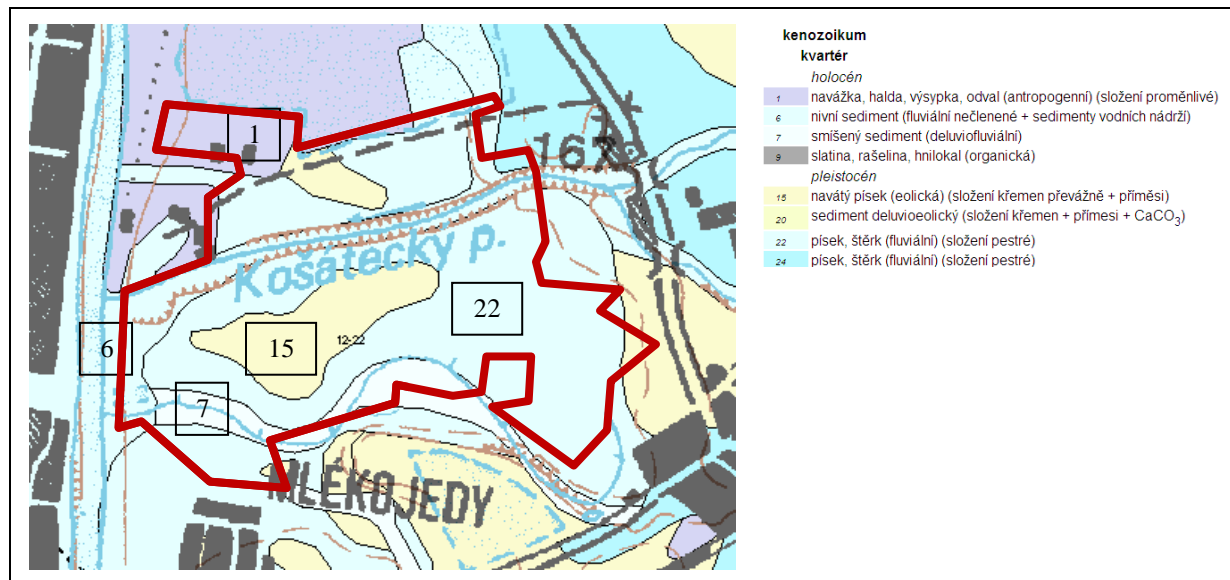 1
167
Košátecký p.
22
6
15
12-22
7
MLÉKOJEDY
kenozoikum
kvartér
holocén
1 navážka, halda, výsypka, odval (antropogenní) (složení proměnlivé)
6 nivní sediment (fluviální nečlenené + sedimenty vodních nádrží)
7 smíšený sediment (deluviofluviální)
9 slatina, rašelina, hnilokal (organická)
pleistocén
15 navátý písek (eolická) (složení křemen převážně + příměsi)
20 sediment deluvioeolický (složení křemen + přímesi + CaCO3)
22 písek, štěrk (fluviální) (složení pestré)
24 písek, štěrk (fluviální) (složení pestré)